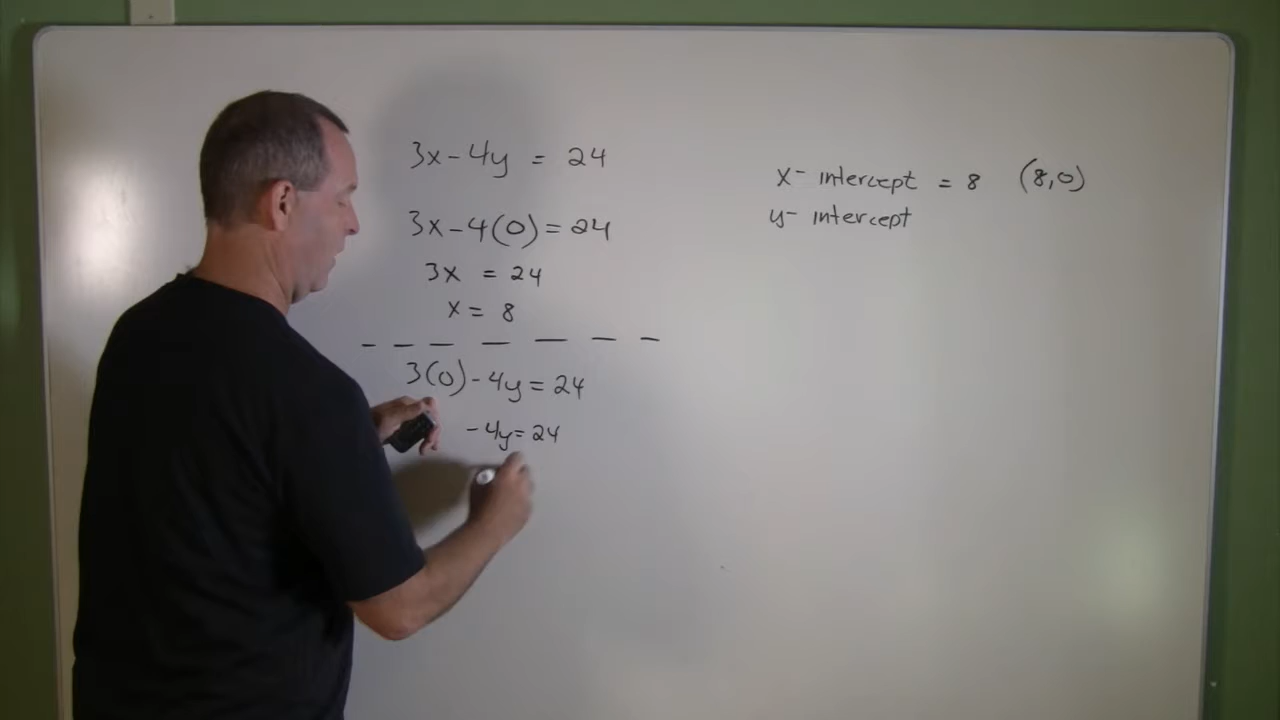 3x-4y = 24
3x-4(0)=24
3x = 24
x = 8
3(0)-4y=24
-4y=24
x- intercept = 8 (8,0)
y- intercept